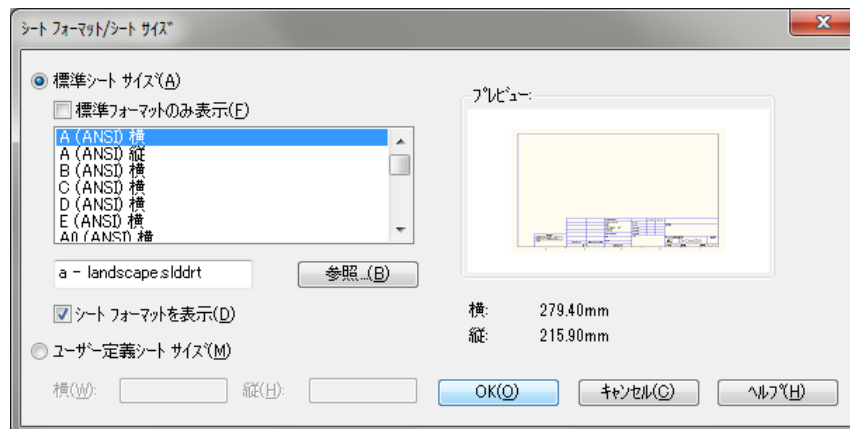 シート フォーマット/シート サイズ
標準シート サイズ(A)
標準フォーマットのみ表示(F)
A (ANSI) 横
A (ANSI) 縦
B (ANSI) 横
C (ANSI) 横
D (ANSI) 横
E (ANSI) 横
A0 (ANSI) 横
a - landscape.slddrt
参照...(B)
シート フォーマットを表示(D)
ユーザー定義シート サイズ(M)
横(W):
縦(H):
プレビュー:
横: 279.40mm
縦: 215.90mm
OK(O)
キャンセル(C)
ヘルプ(H)